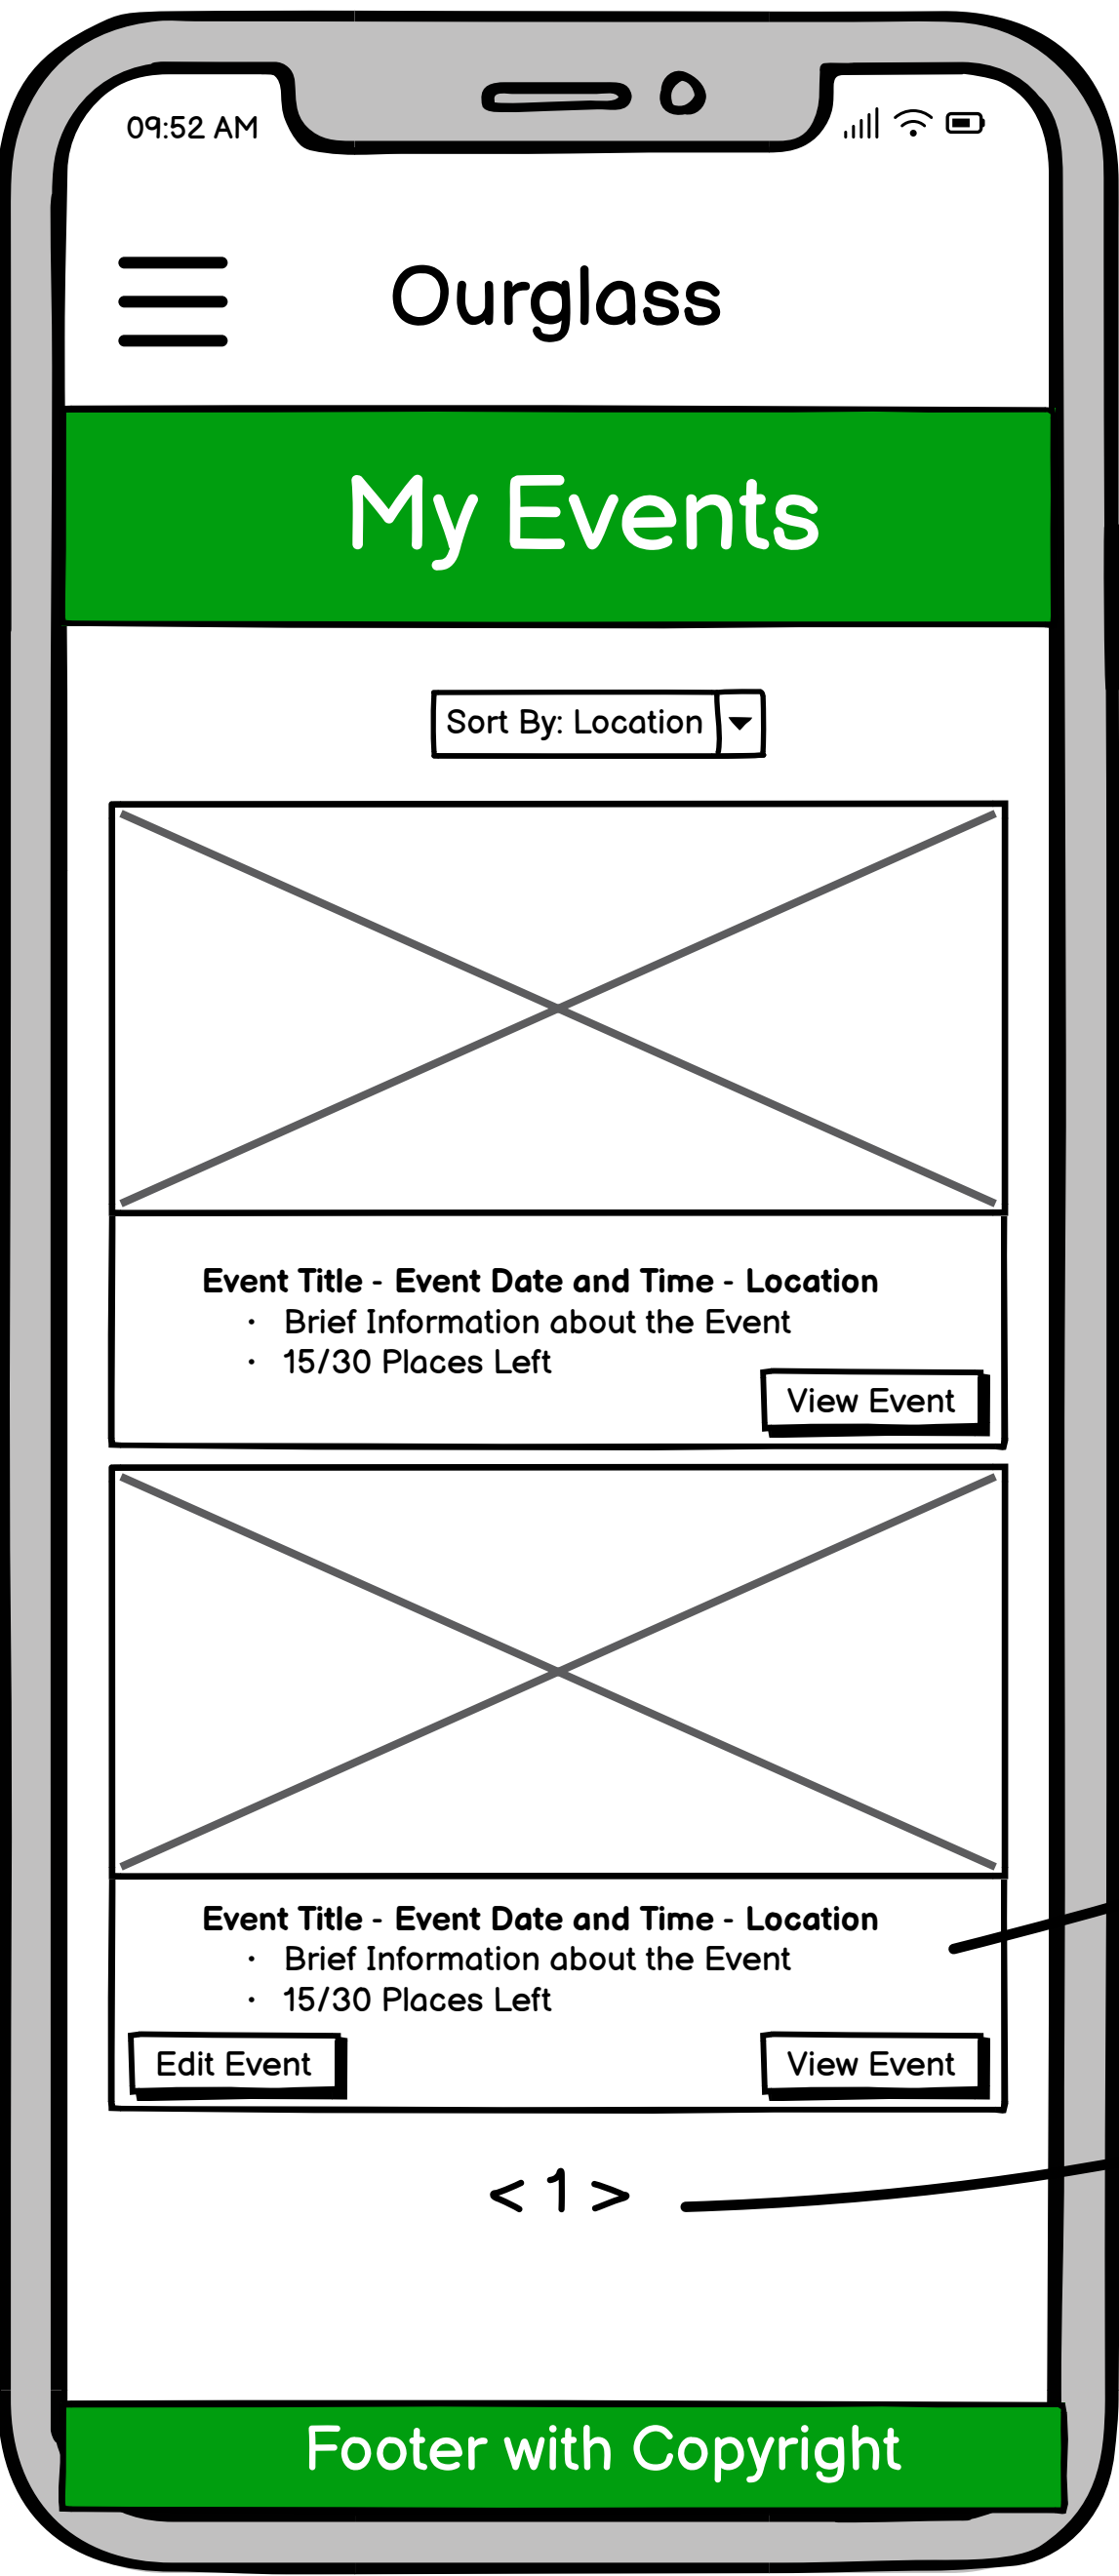 09:52 AM
Ourglass
My Events
Sort By: Location
Event Title - Event Date and Time - Location
· Brief Information about the Event
· 15/30 Places Left
View Event
Event Title - Event Date and Time - Location
· Brief Information about the Event
· 15/30 Places Left
Edit Event View Event
< 1 >
Footer with Copyright